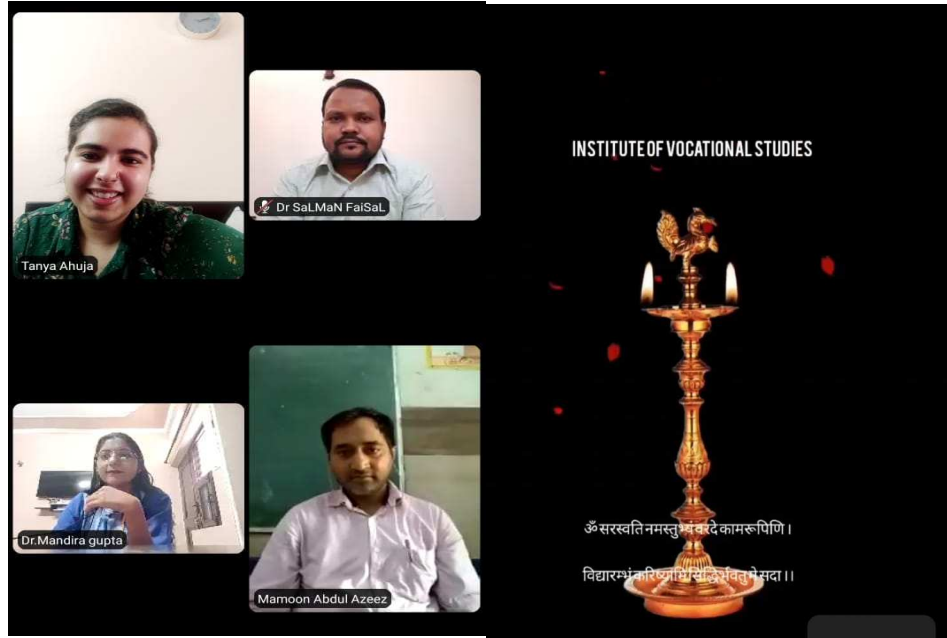 Tanya Ahuja
Dr SaLMaN FaiSaL
Dr.Mandira gupta
Mamoon Abdul Azeez
INSTITUTE OF VOCATIONAL STUDIES
ॐ सरस्वति नमस्तुभ्यं वरदे कामरूपिणि ।
विद्यारम्भं करिष्यामि सिद्धिर्भवतु मे सदा ।।